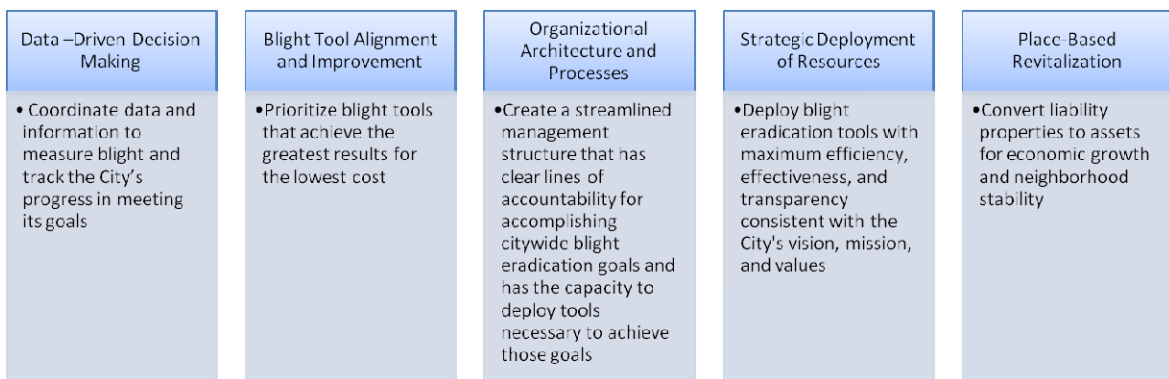 Data –Driven Decision
Making
• Coordinate data and
information to
measure blight and
track the City's
progress in meeting
its goals
Blight Tool Alignment
and Improvement
•Prioritize blight tools
that achieve the
greatest results for
the lowest cost
Organizational
Architecture and
Processes
•Create a streamlined
management
structure that has
clear lines of
accountability for
accomplishing
citywide blight
eradication goals and
has the capacity to
deploy tools
necessary to achieve
those goals
Strategic Deployment
of Resources
•Deploy blight
eradication tools with
maximum efficiency,
effectiveness, and
transparency
consistent with the
City's vision, mission,
and values
Place-Based
Revitalization
•Convert liability
properties to assets
for economic growth
and neighborhood
stability